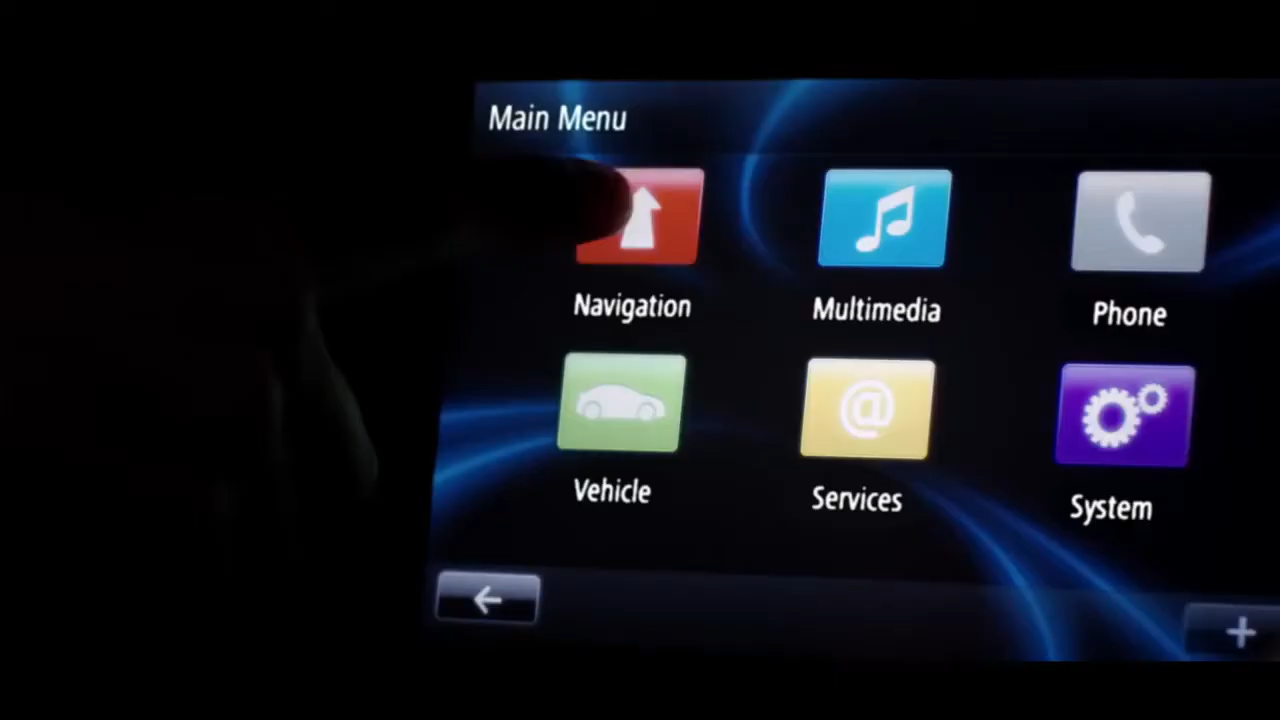 Main Menu
Navigation
Multimedia
Phone
Vehicle
@
Services
System